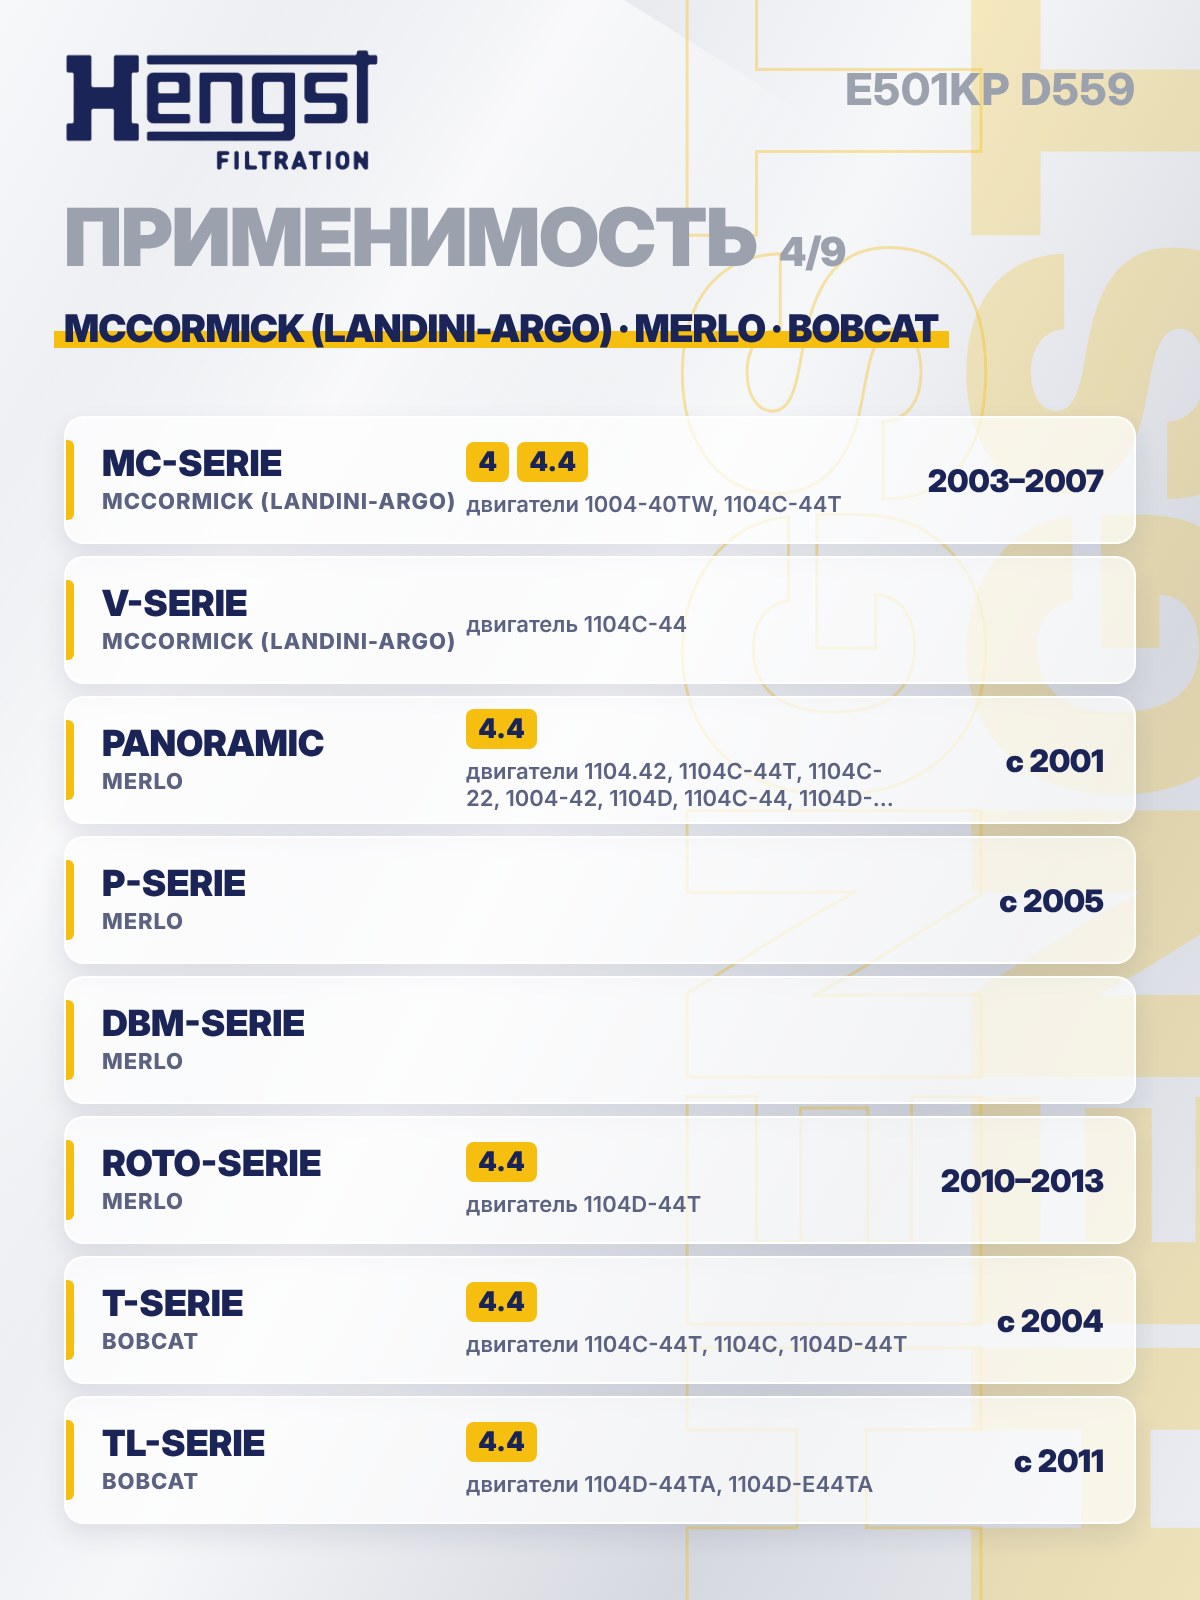 Hengst
FILTRATION
E501KP D559
ПРИМЕНИМОСТЬ 4/9
MCCORMICK (LANDINI-ARGO) · MERLO · BOBCAT
MC-SERIE
MCCORMICK (LANDINI-ARGO)
4 4.4
двигатели 1004-40TW, 1104C-44T
2003–2007
V-SERIE
MCCORMICK (LANDINI-ARGO)
двигатель 1104C-44
PANORAMIC
MERLO
4.4
двигатели 1104.42, 1104C-44T, 1104C-
22, 1004-42, 1104D, 1104C-44, 1104D-...
с 2001
P-SERIE
MERLO
с 2005
DBM-SERIE
MERLO
ROTO-SERIE
MERLO
4.4
двигатель 1104D-44T
2010–2013
T-SERIE
BOBCAT
4.4
двигатели 1104C-44T, 1104C, 1104D-44T
с 2004
TL-SERIE
BOBCAT
4.4
двигатели 1104D-44TA, 1104D-E44TA
с 2011
HENGST
HENGST